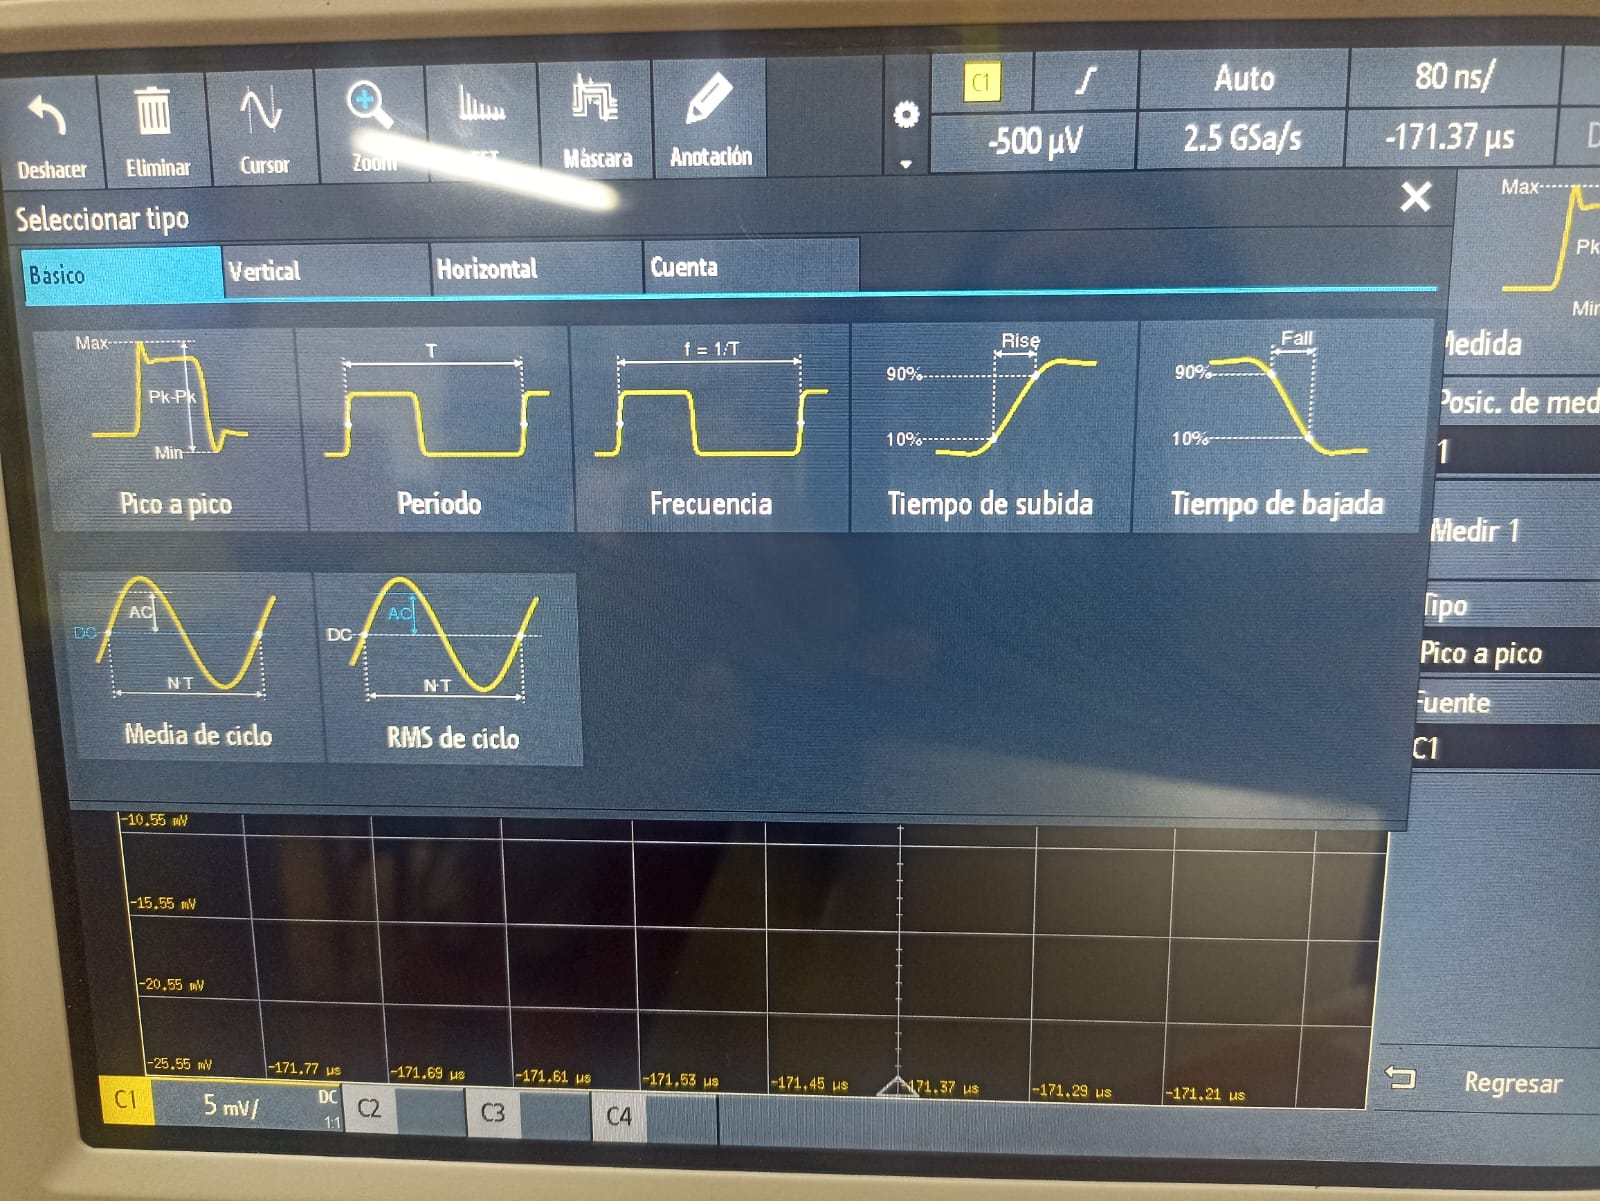 Deshacer
Eliminar
Cursor
Zoom
Máscara
Anotación
C1
Auto
80 ns/
-500 µV
2.5 GSa/s
-171.37 µs
Seleccionar tipo
Básico
Vertical
Horizontal
Cuenta
Max
Pk-Pk
Min
Pico a pico
T
Período
f = 1/T
Frecuencia
Rise
90%
10%
Tiempo de subida
Fall
90%
10%
Tiempo de bajada
DC
AC
N·T
Media de ciclo
DC
AC
N·T
RMS de ciclo
Max
Pk
Medida
Posic. de med
1
Medir 1
Tipo
Pico a pico
Fuente
C1
Regresar
-10.55 mV
-15.55 mV
-20.55 mV
-25.55 mV
-171.77 µs
-171.69 µs
-171.61 µs
-171.53 µs
-171.45 µs
-171.37 µs
-171.29 µs
-171.21 µs
C1
5 mV/
DC
1:1
C2
C3
C4